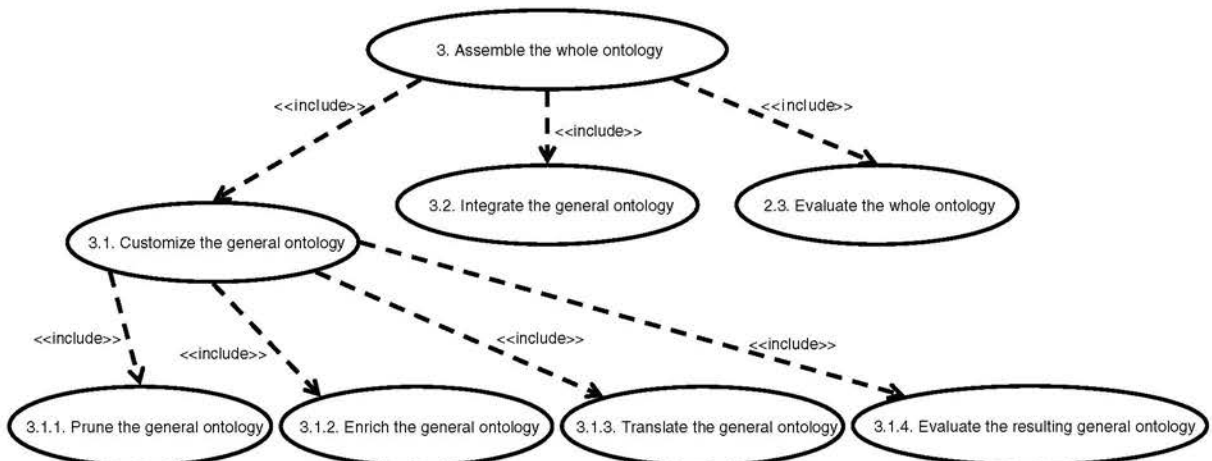 3. Assemble the whole ontology
<<include>>
<<include>>
<<include>>
3.2. Integrate the general ontology
2.3. Evaluate the whole ontology
3.1. Customize the general ontology
<<include>>
<<include>>
<<include>>
<<include>>
3.1.1. Prune the general ontology
3.1.2. Enrich the general ontology
3.1.3. Translate the general ontology
3.1.4. Evaluate the resulting general ontology